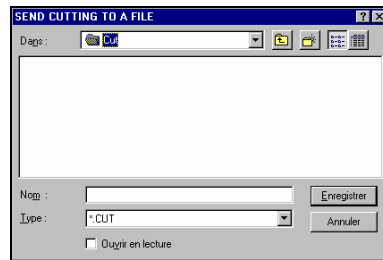 SEND CUTTING TO A FILE
Dans :
Cut
Nom :
Enregistrer
Type :
*.CUT
Annuler
Ouvrir en lecture